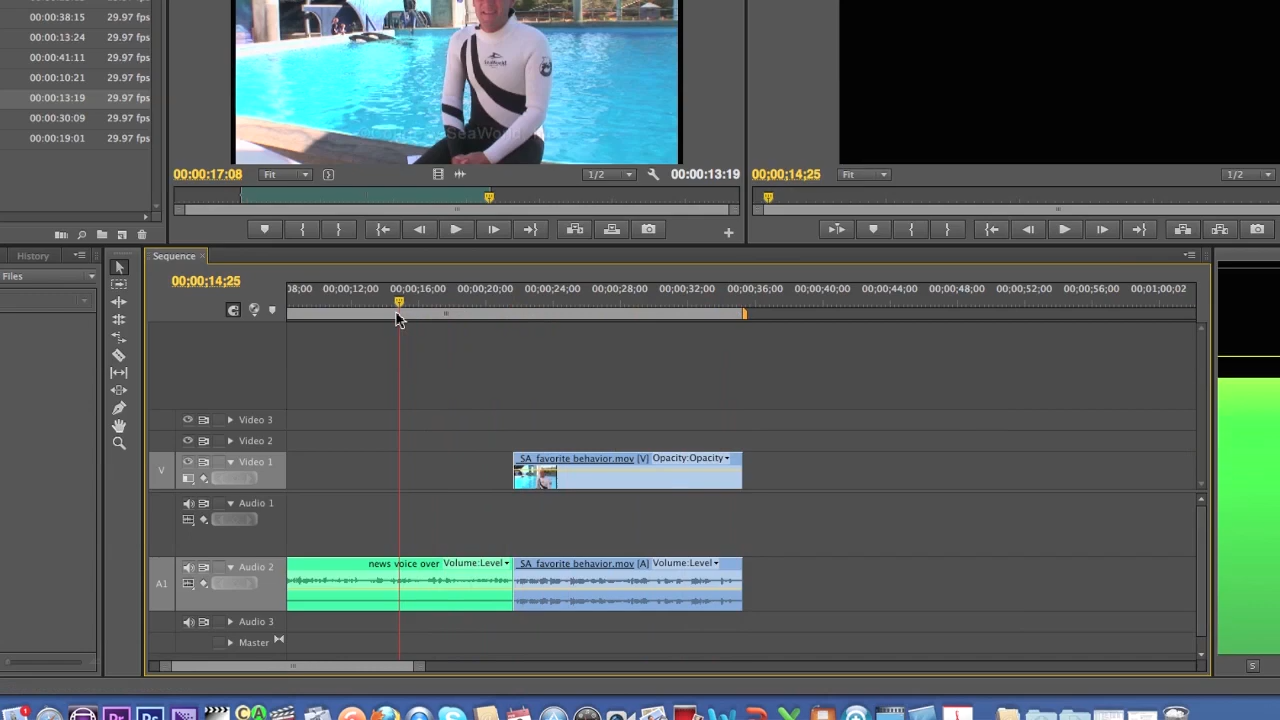 00:00:38:15 29.97 fps
00:00:13:24 29.97 fps
00:00:41:11 29.97 fps
00:00:10:21 29.97 fps
00:00:13:19 29.97 fps
00:00:30:09 29.97 fps
00:00:19:01 29.97 fps
SeaWorld
SeaWorld
00:00:17:08 Fit 1/2 00:00:13:19
00;00;14;25 Fit 1/2
History
Files
Sequence
00;00;14;25
08;00 00;00;12;00 00;00;16;00 00;00;20;00 00;00;24;00 00;00;28;00 00;00;32;00 00;00;36;00 00;00;40;00 00;00;44;00 00;00;48;00 00;00;52;00 00;00;56;00 00;01;00;02
Video 3
Video 2
V Video 1 SA_favorite behavior.mov [V] Opacity:Opacity
Audio 1
A1 Audio 2 news voice over Volume:Level SA_favorite behavior.mov [A] Volume:Level
Audio 3
Master
S
1 Pr Ps CA